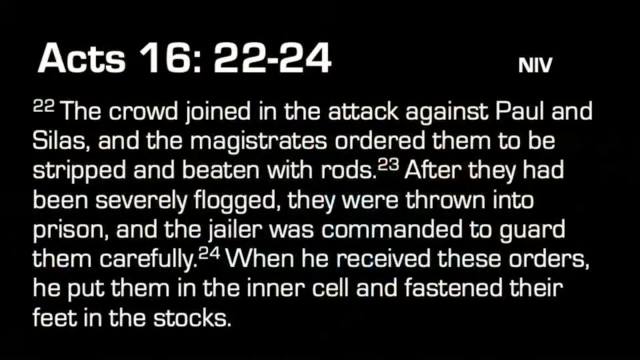 Acts 16: 22-24 NIV
22 The crowd joined in the attack against Paul and
Silas, and the magistrates ordered them to be
stripped and beaten with rods.23 After they had
been severely flogged, they were thrown into
prison, and the jailer was commanded to guard
them carefully.24 When he received these orders,
he put them in the inner cell and fastened their
feet in the stocks.